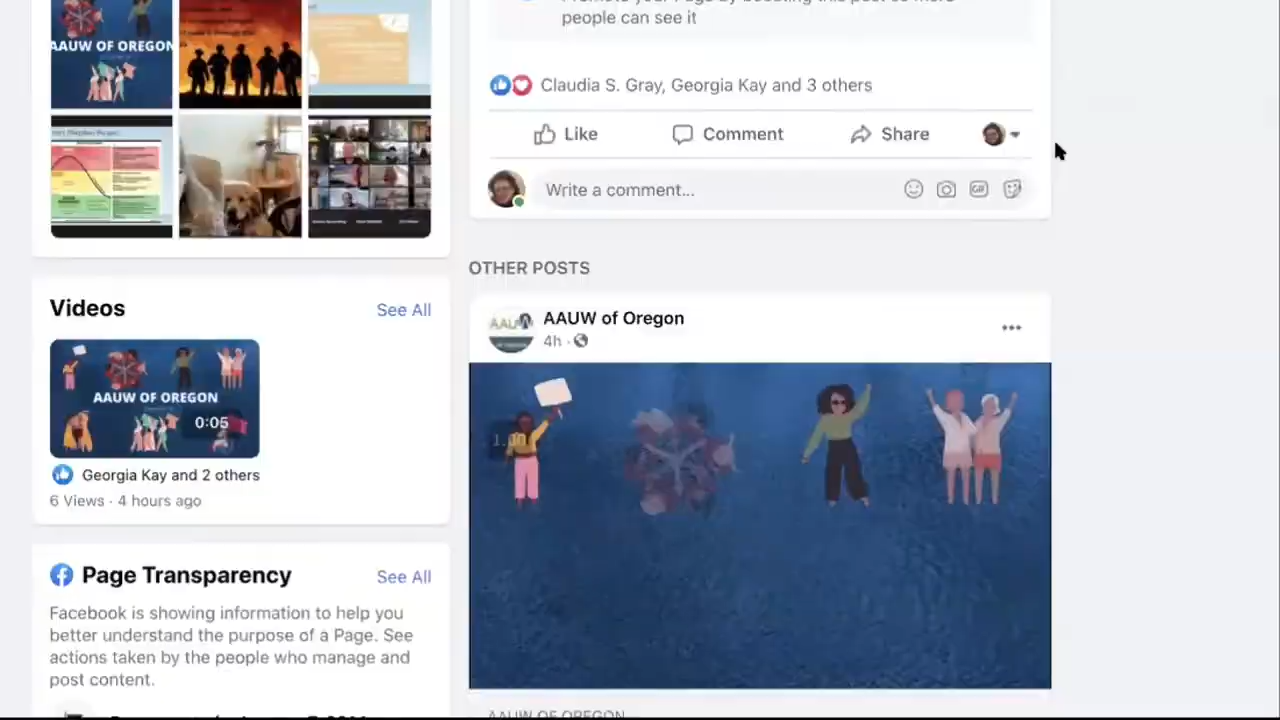 people can see it
AAUW OF OREGON
Claudia S. Gray, Georgia Kay and 3 others
Like
Comment
Share
Write a comment...
GIF
OTHER POSTS
Videos
See All
AAUW of Oregon
4h ·
AAUW OF OREGON
0:05
Georgia Kay and 2 others
6 Views · 4 hours ago
Page Transparency
See All
Facebook is showing information to help you
better understand the purpose of a Page. See
actions taken by the people who manage and
post content.
AAUW OF OREGON